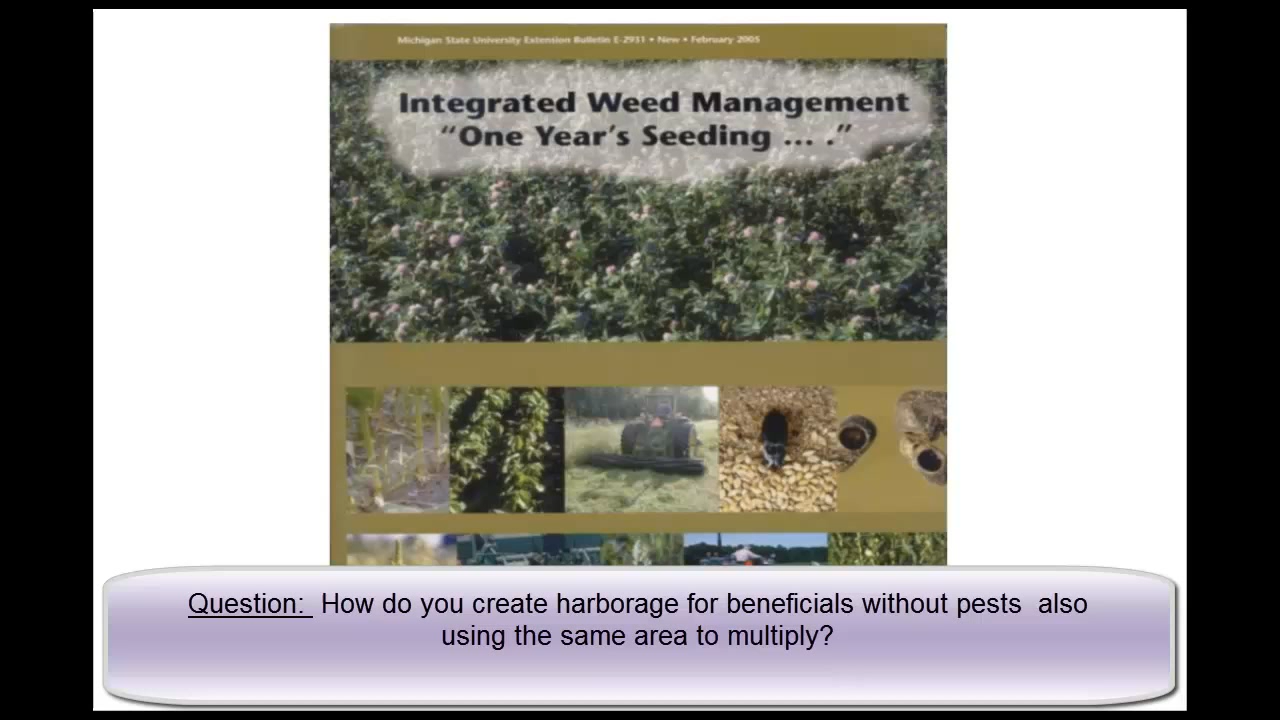 Michigan State University Extension Bulletin E-2931 • New • February 2005
Integrated Weed Management
“One Year’s Seeding ... .”
Question: How do you create harborage for beneficials without pests also
using the same area to multiply?